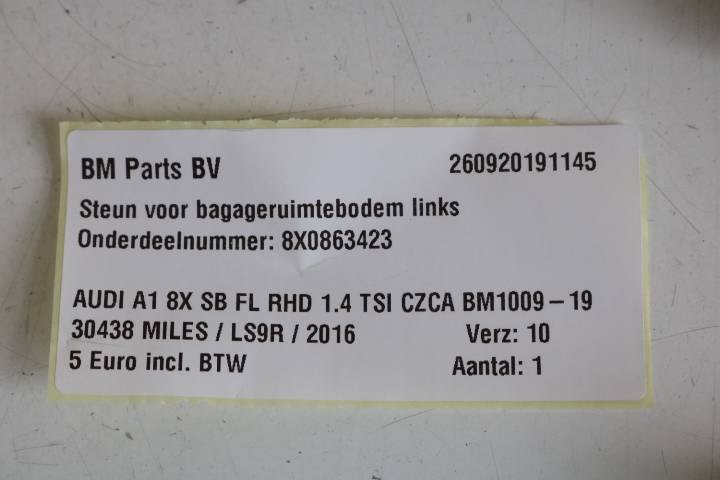 BM Parts BV 260920191145
Steun voor bagageruimtebodem links
Onderdeelnummer: 8X0863423
AUDI A1 8X SB FL RHD 1.4 TSI CZCA BM1009-19
30438 MILES / LS9R / 2016 Verz: 10
5 Euro incl. BTW Aantal: 1